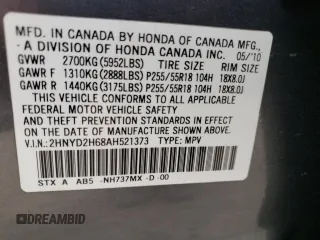 MFD. IN CANADA BY HONDA OF CANADA MFG.,
A DIVISION OF HONDA CANADA INC. 05/'10
GVWR 2700KG (5952LBS) TIRE SIZE RIM SIZE
GAWR F 1310KG (2888LBS) P255/55R18 104H 18X8.0J
GAWR R 1440KG (3175LBS) P255/55R18 104H 18X8.0J
THIS VEHICLE CONFORMS TO ALL APPLICABLE
FEDERAL MOTOR VEHICLE SAFETY, BUMPER,
AND THEFT PREVENTION STANDARDS IN EFFECT
ON THE DATE OF MANUFACTURE SHOWN ABOVE.
V.I.N.: 2HNYD2H68AH521373 TYPE: MPV
STX A AB5 -NH737MX -D -00